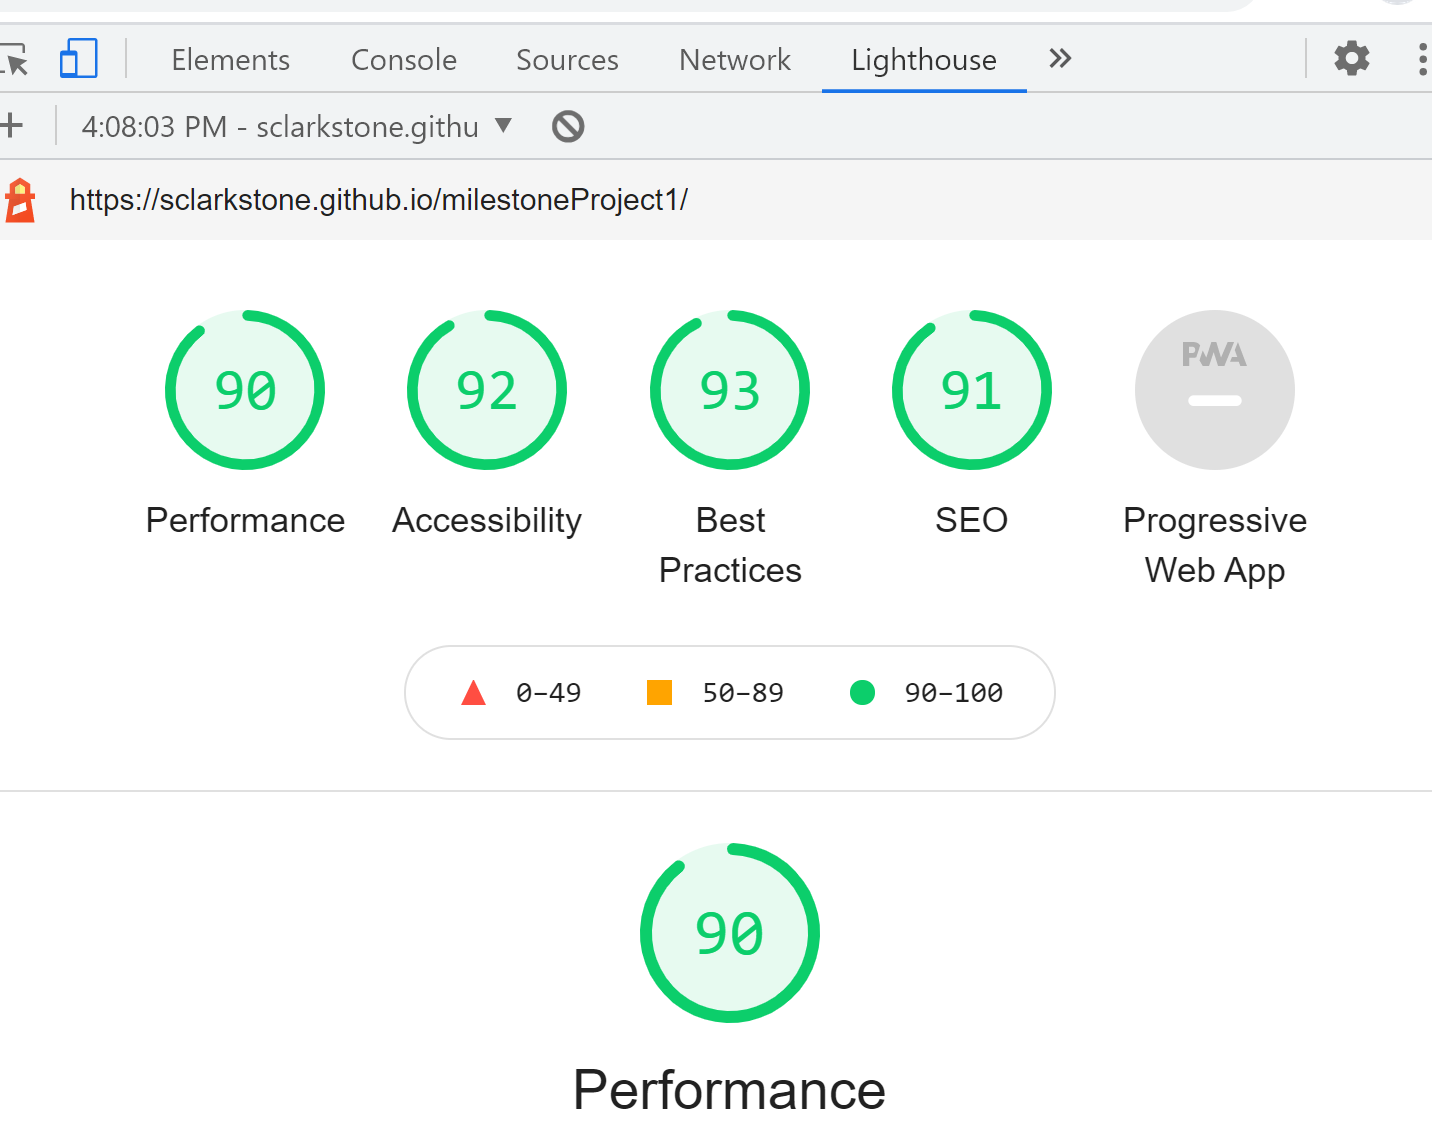 Elements Console Sources Network Lighthouse
4:08:03 PM - sclarkstone.githu
https://sclarkstone.github.io/milestoneProject1/
90 92 93 91 PWA
Performance Accessibility Best Practices SEO Progressive Web App
0–49 50–89 90–100
90
Performance